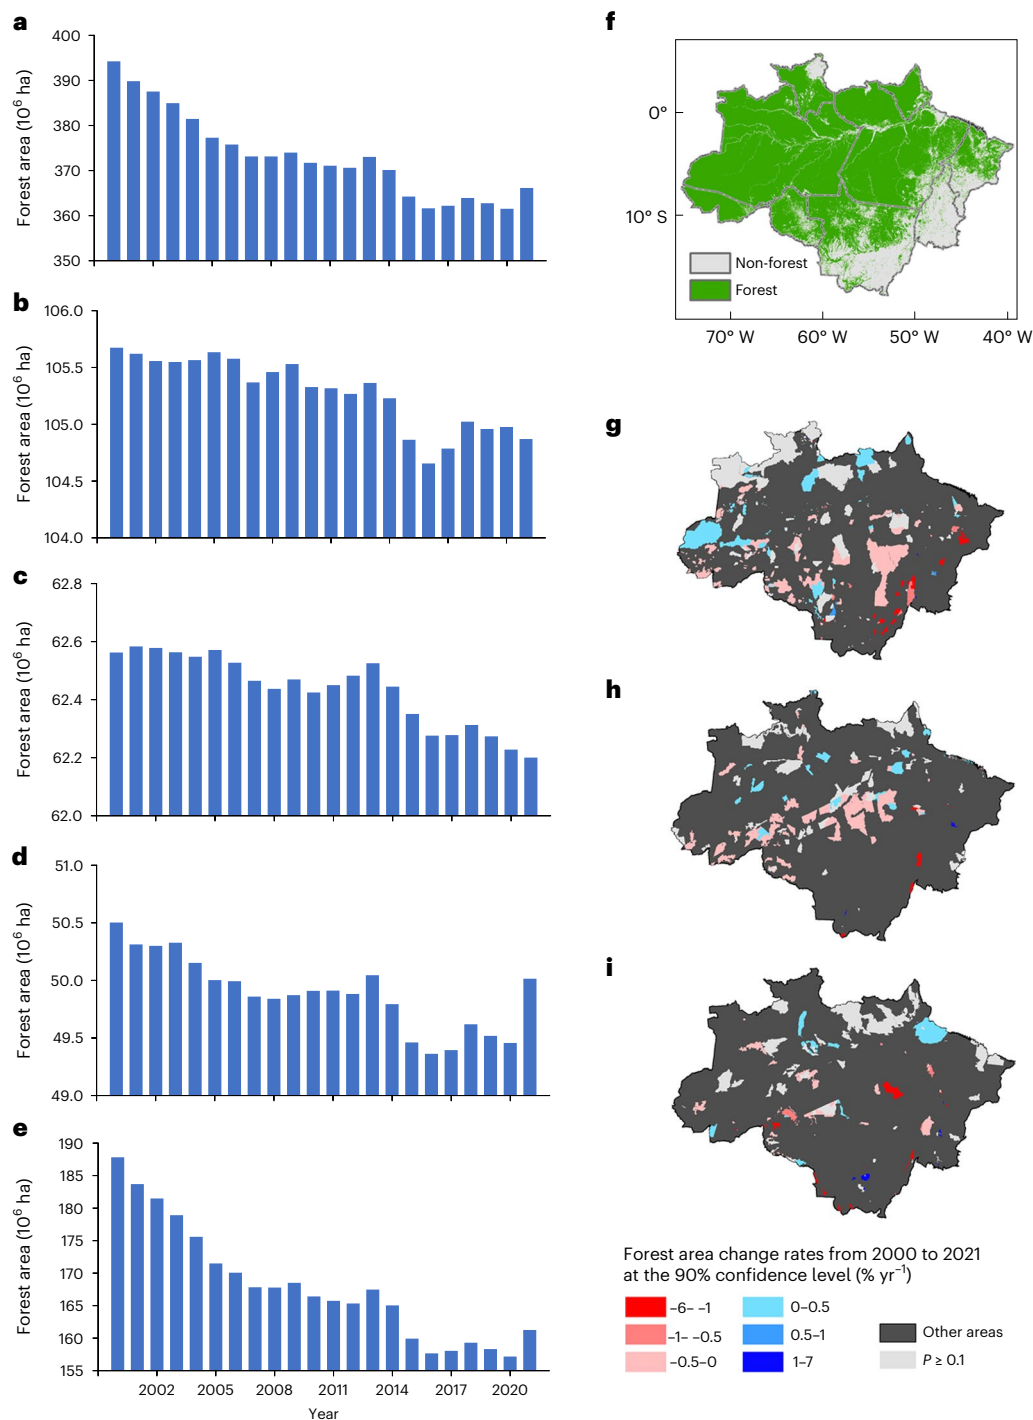 a
Forest area (10⁶ ha)
400
390
380
370
360
350
b
Forest area (10⁶ ha)
106.0
105.5
105.0
104.5
104.0
c
Forest area (10⁶ ha)
62.8
62.6
62.4
62.2
62.0
d
Forest area (10⁶ ha)
51.0
50.5
50.0
49.5
49.0
e
Forest area (10⁶ ha)
190
185
180
175
170
165
160
155
2002 2005 2008 2011 2014 2017 2020
Year
f
0°
10° S
Non-forest
Forest
70° W 60° W 50° W 40° W
g
h
i
Forest area change rates from 2000 to 2021
at the 90% confidence level (% yr⁻¹)
–6– –1
–1– –0.5
–0.5–0
0–0.5
0.5–1
1–7
Other areas
P ≥ 0.1